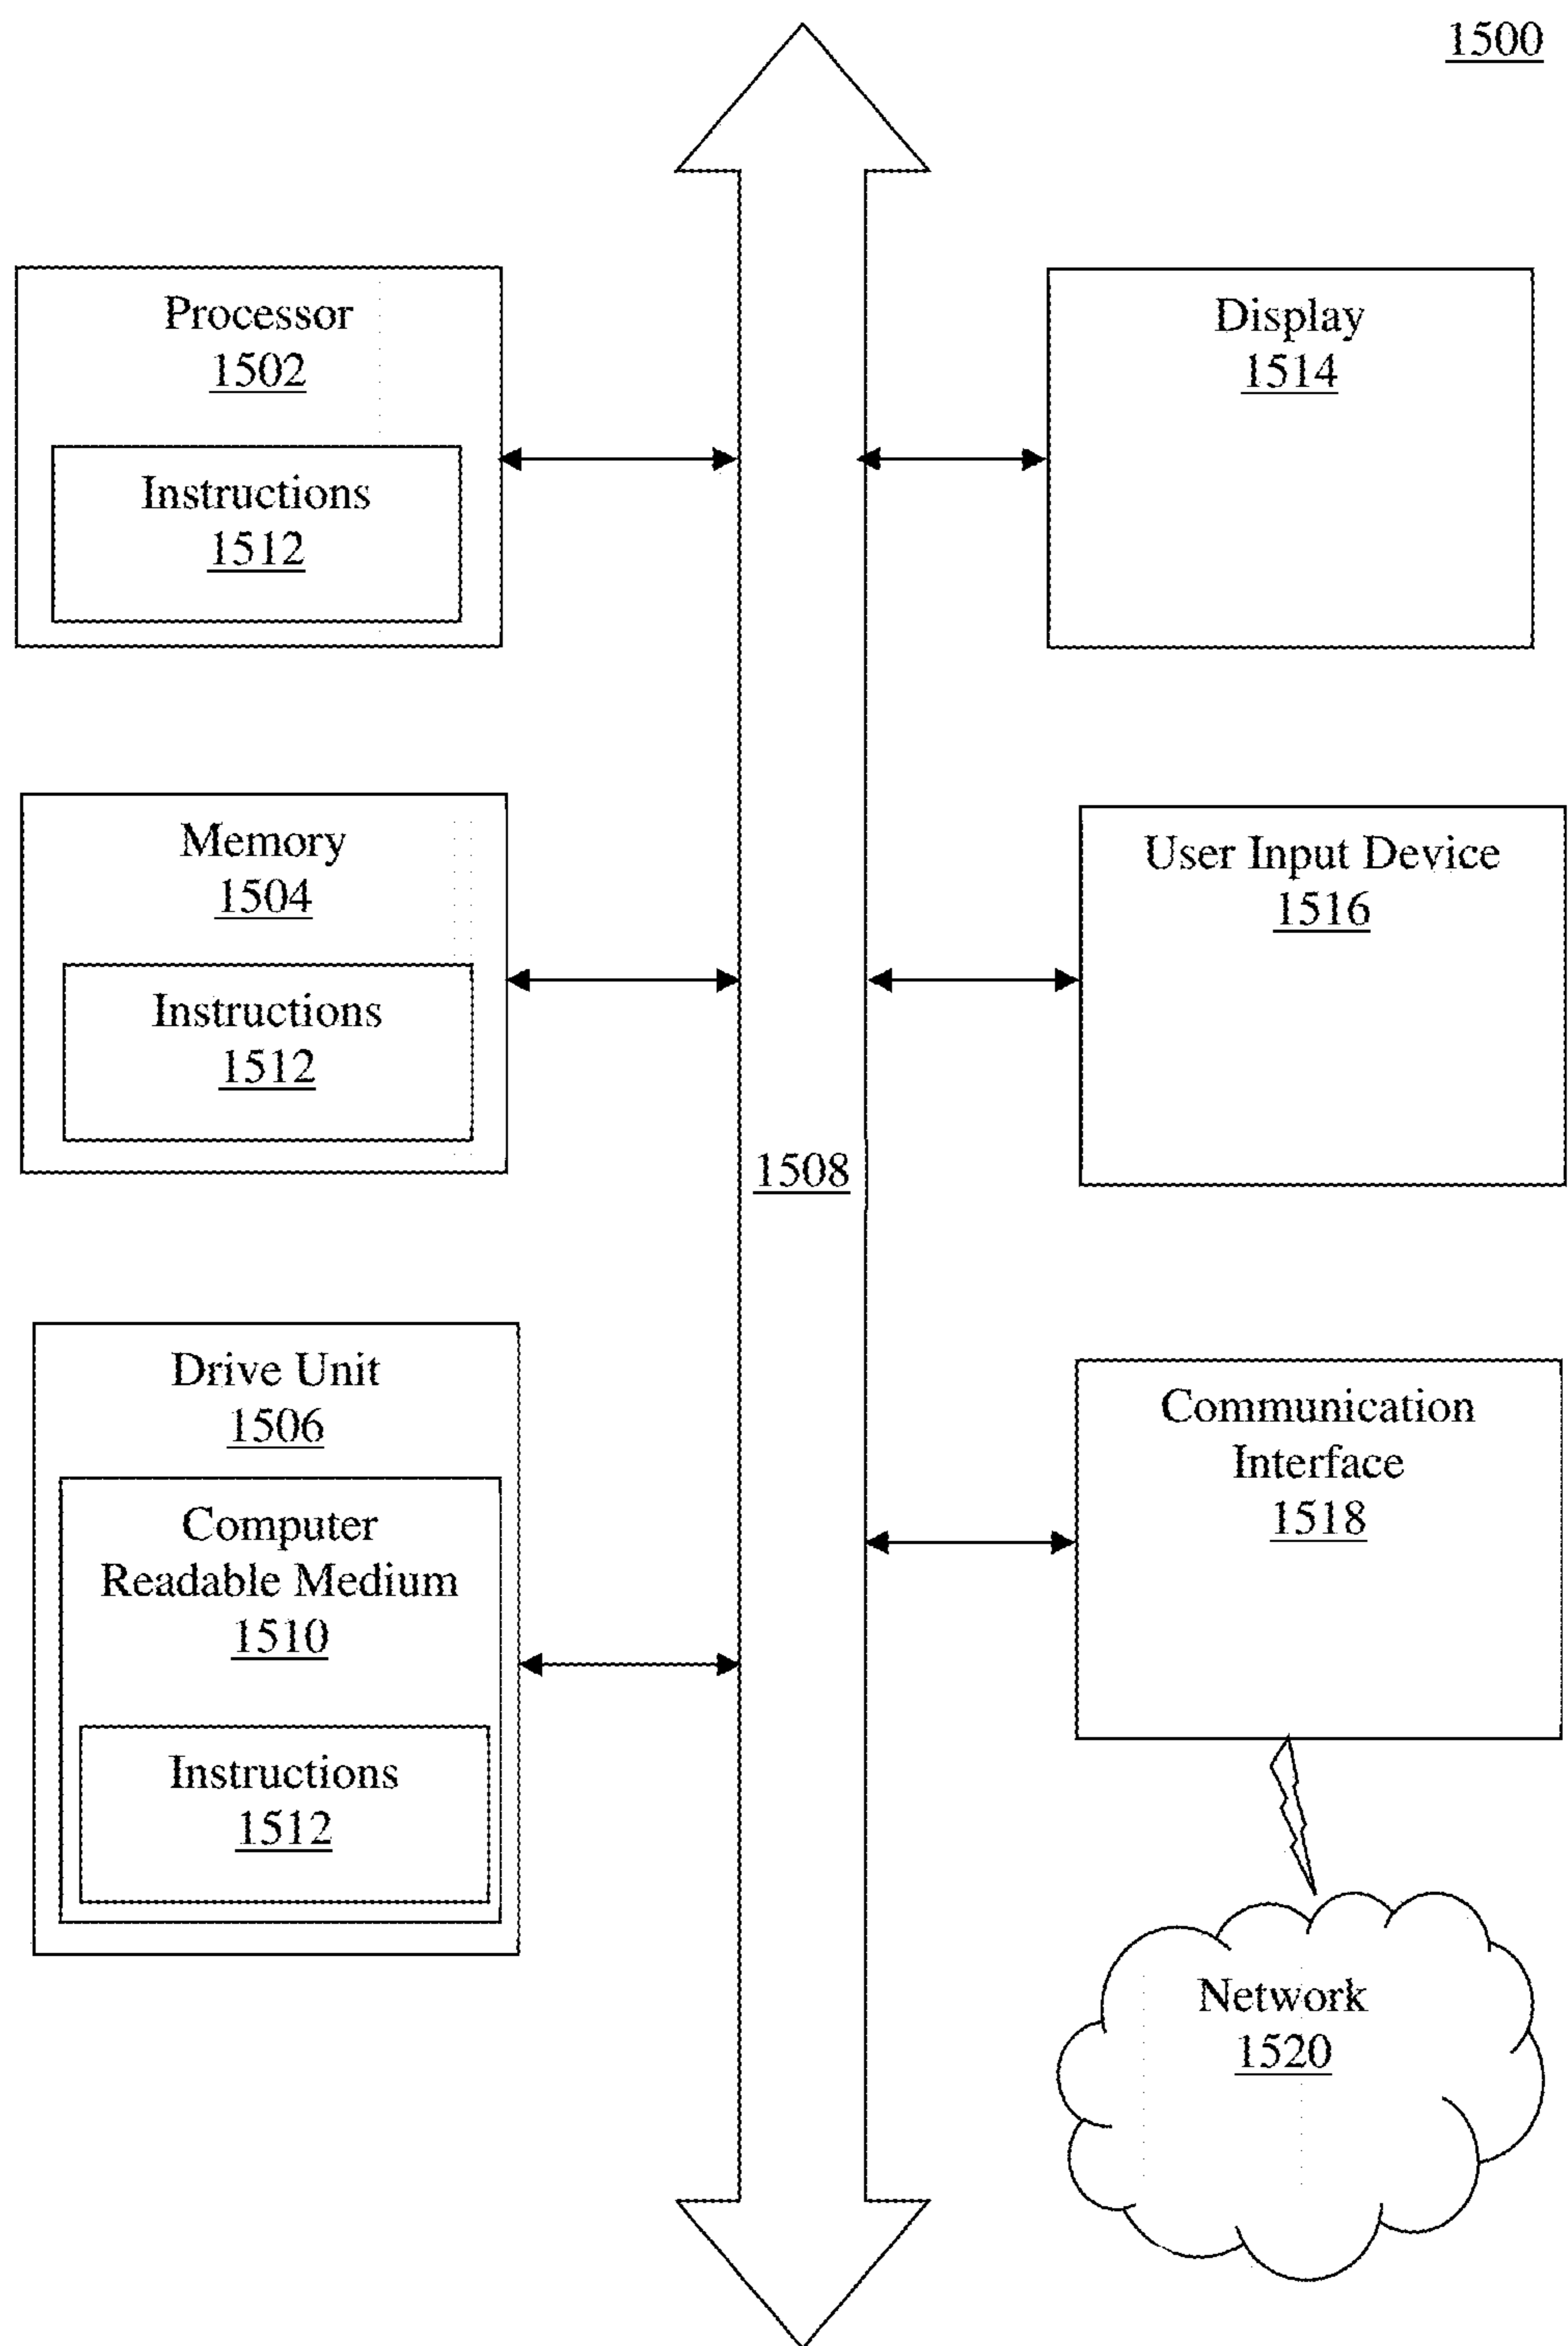 1500
Processor
1502
Instructions
1512
Display
1514
Memory
1504
Instructions
1512
User Input Device
1516
1508
Drive Unit
1506
Computer
Readable Medium
1510
Instructions
1512
Communication
Interface
1518
Network
1520